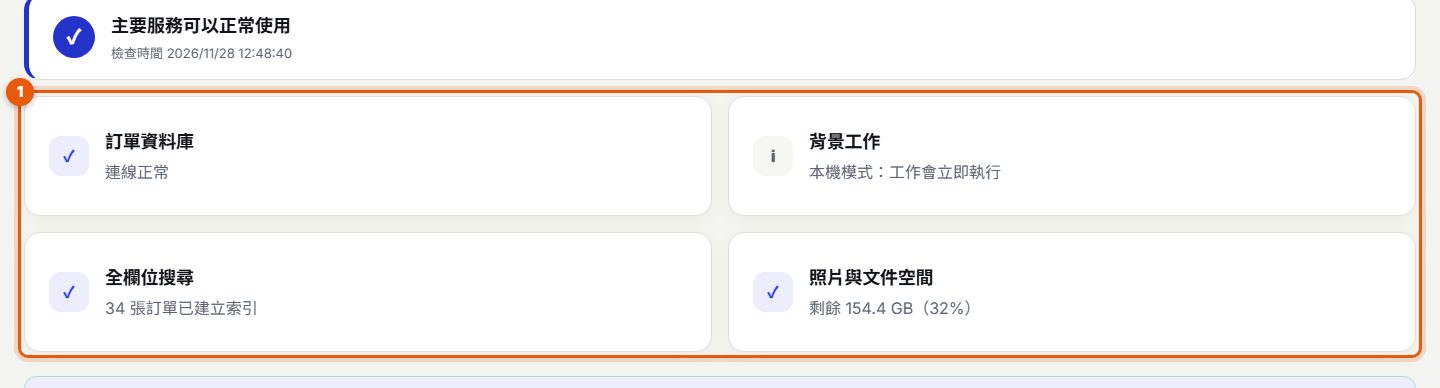 主要服務可以正常使用
檢查時間 2026/11/28 12:48:40
1
訂單資料庫
連線正常
背景工作
本機模式：工作會立即執行
全欄位搜尋
34 張訂單已建立索引
照片與文件空間
剩餘 154.4 GB（32%）